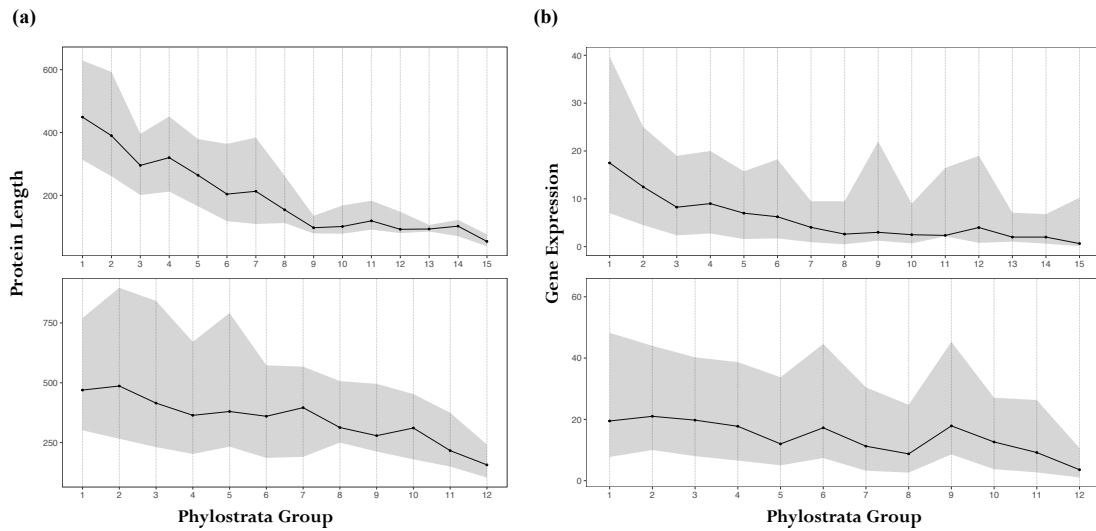 (a)
(b)
Protein Length
600
400
200
1 2 3 4 5 6 7 8 9 10 11 12 13 14 15
750
500
250
1 2 3 4 5 6 7 8 9 10 11 12
Phylostrata Group
Gene Expression
40
30
20
10
0
1 2 3 4 5 6 7 8 9 10 11 12 13 14 15
60
40
20
0
1 2 3 4 5 6 7 8 9 10 11 12
Phylostrata Group